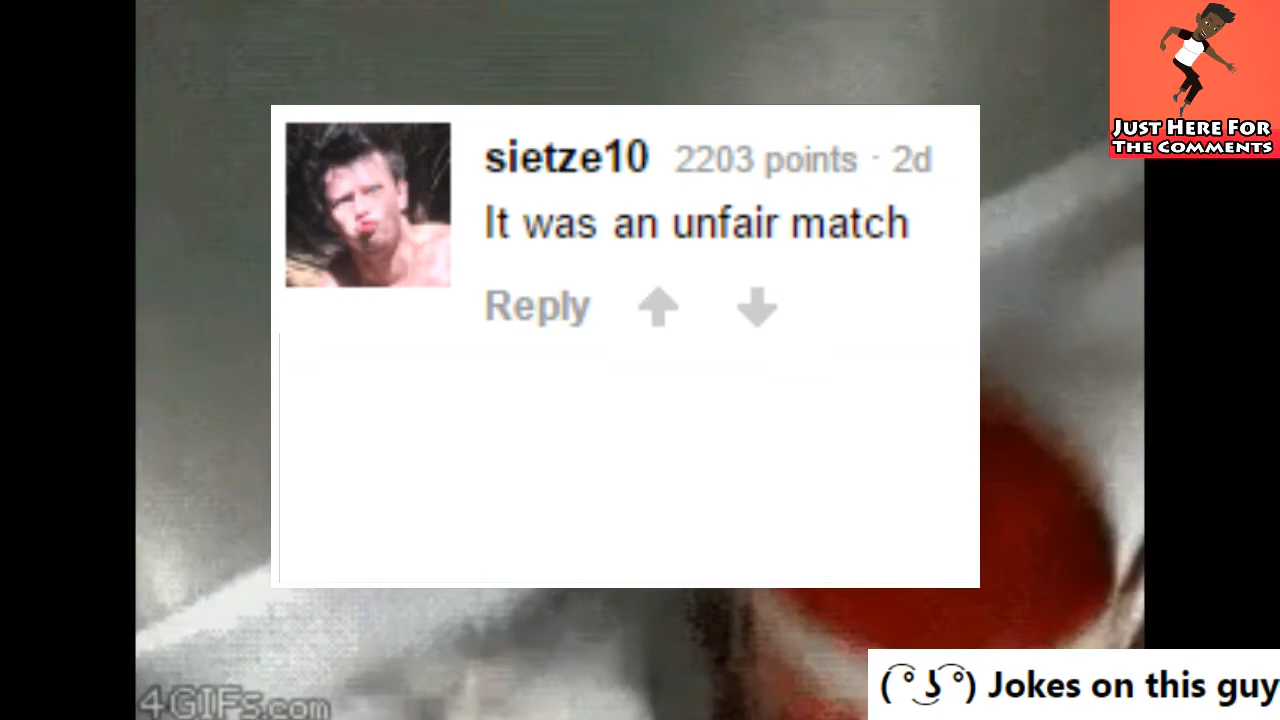 JUST HERE FOR
THE COMMENTS
sietze10 2203 points · 2d
It was an unfair match
Reply
4GIFs.com
( ͡° ͜ʖ ͡°) Jokes on this guy